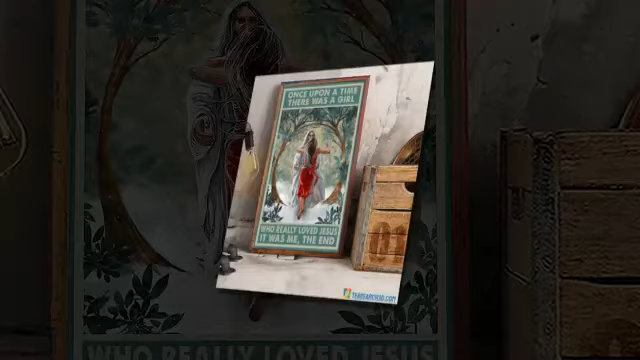 ONCE UPON A TIME
THERE WAS A GIRL
WHO REALLY LOVED JESUS
IT WAS ME, THE END
WHO REALLY LOVED JESUS